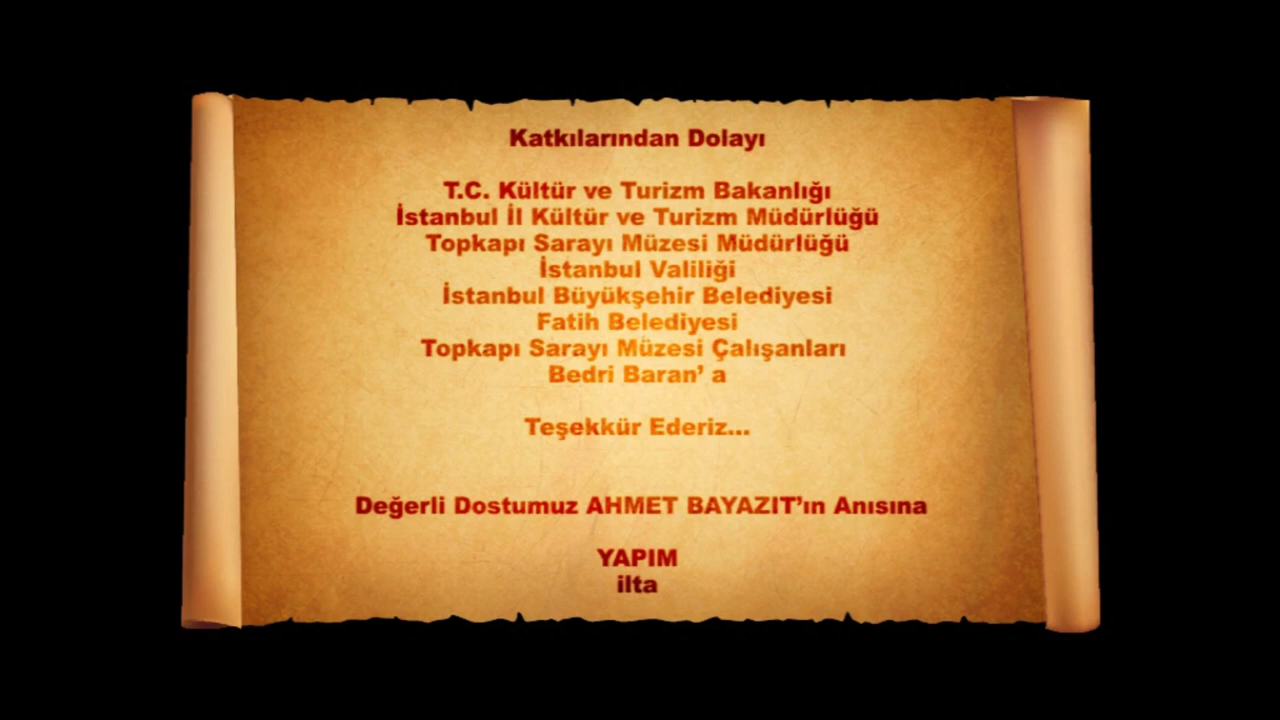 Katkılarından Dolayı
T.C. Kültür ve Turizm Bakanlığı
İstanbul İl Kültür ve Turizm Müdürlüğü
Topkapı Sarayı Müzesi Müdürlüğü
İstanbul Valiliği
İstanbul Büyükşehir Belediyesi
Fatih Belediyesi
Topkapı Sarayı Müzesi Çalışanları
Bedri Baran’ a
Teşekkür Ederiz...
Değerli Dostumuz AHMET BAYAZIT’ın Anısına
YAPIM
ilta